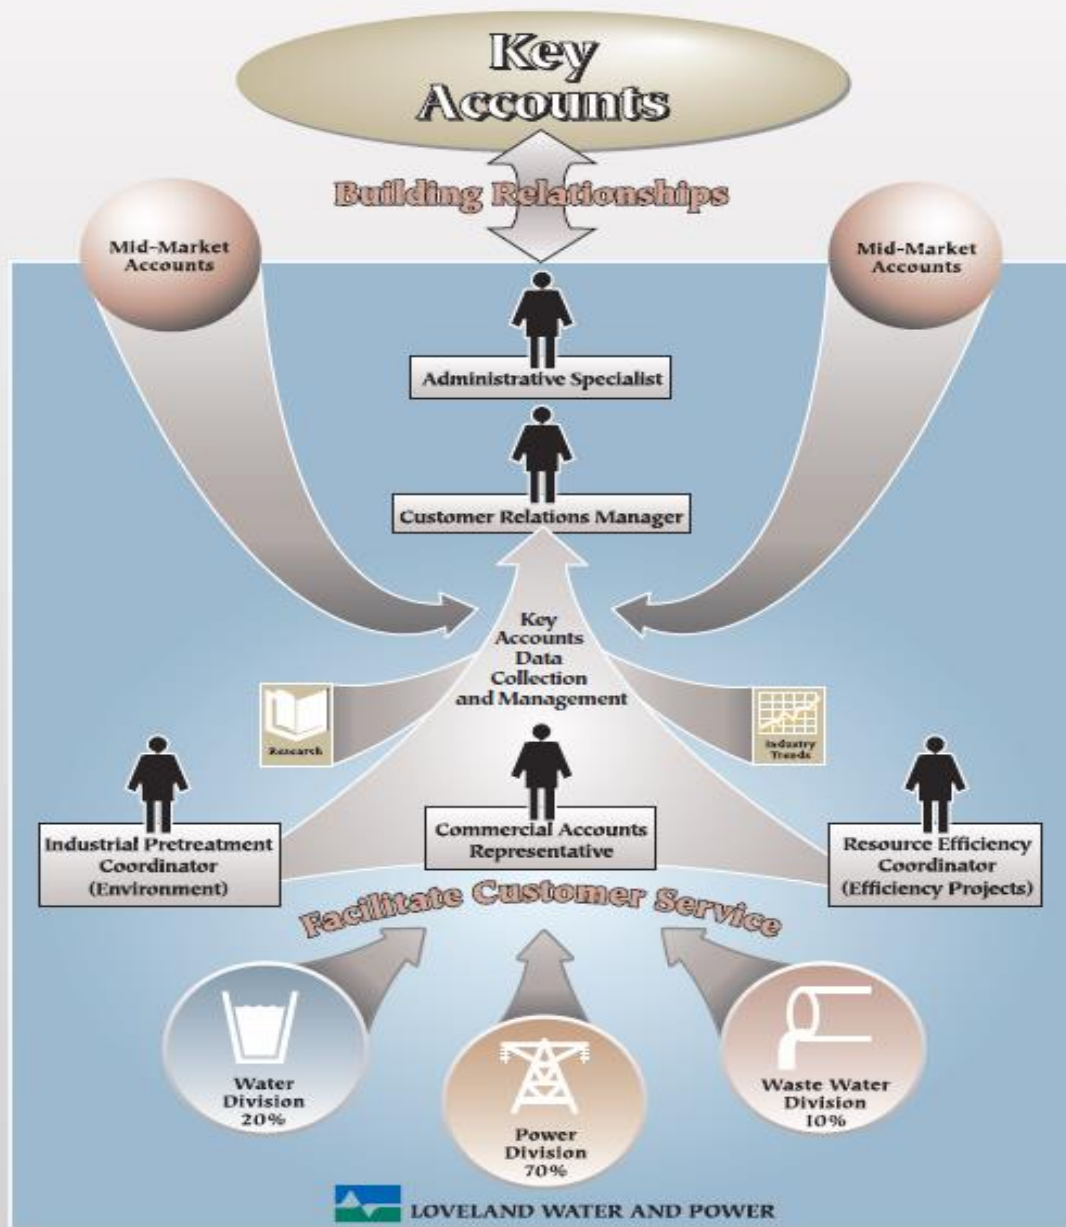 Key
Accounts
Building Relationships
Mid-Market
Accounts
Mid-Market
Accounts
Administrative Specialist
Customer Relations Manager
Key
Accounts
Data
Collection
and Management
Research
Industry
Trends
Industrial Pretreatment
Coordinator
(Environment)
Commercial Accounts
Representative
Resource Efficiency
Coordinator
(Efficiency Projects)
Facilitate Customer Service
Water
Division
20%
Power
Division
70%
Waste Water
Division
10%
LOVELAND WATER AND POWER